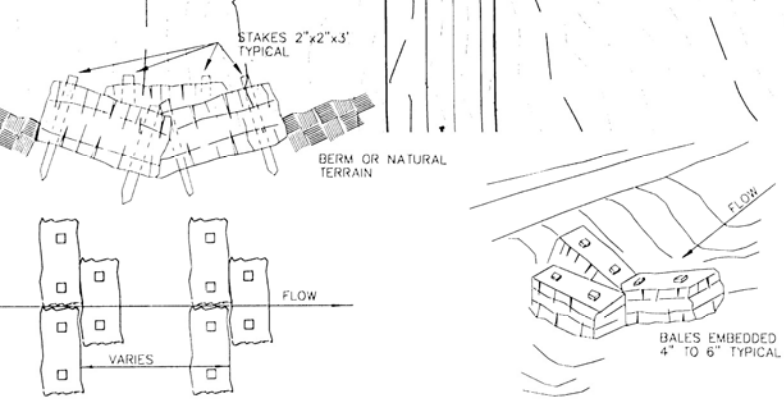 STAKES 2"x2"x3'
TYPICAL
BERM OR NATURAL
TERRAIN
FLOW
FLOW
VARIES
BALES EMBEDDED
4" TO 6" TYPICAL